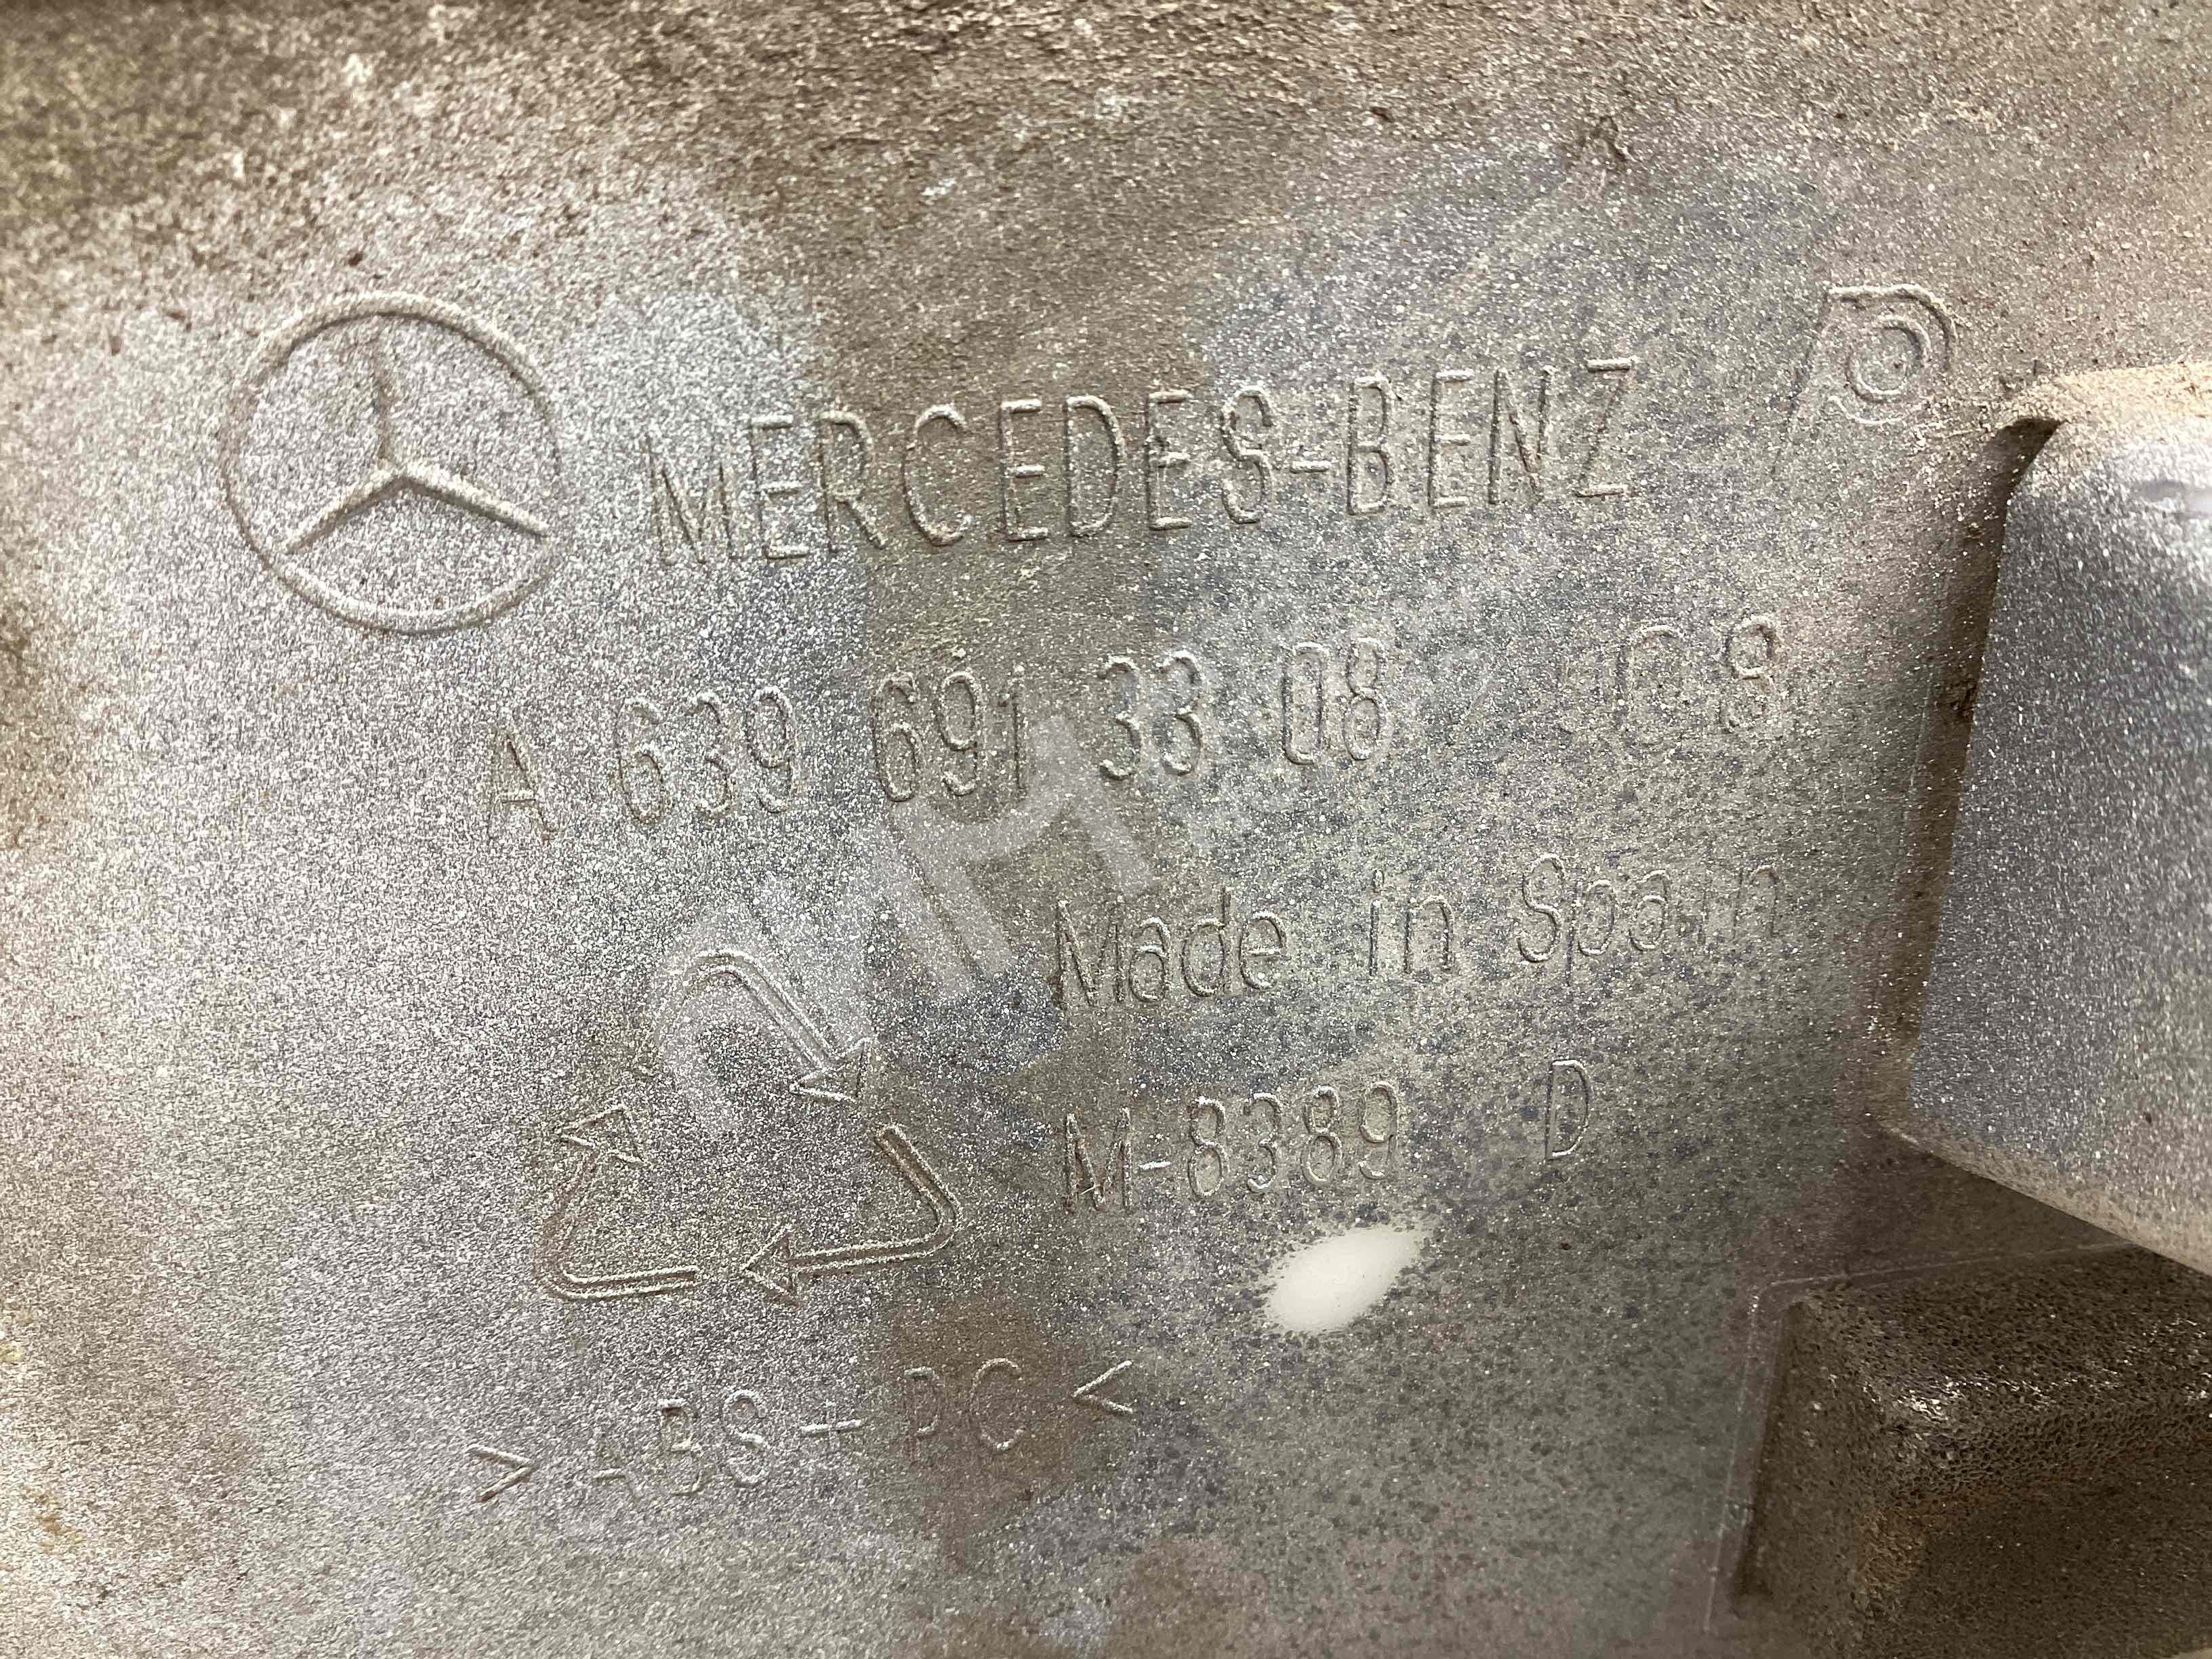 MERCEDES-BENZ
A 639 691 33 08
Made in Spain
M-8389 D
> ABS + PC <